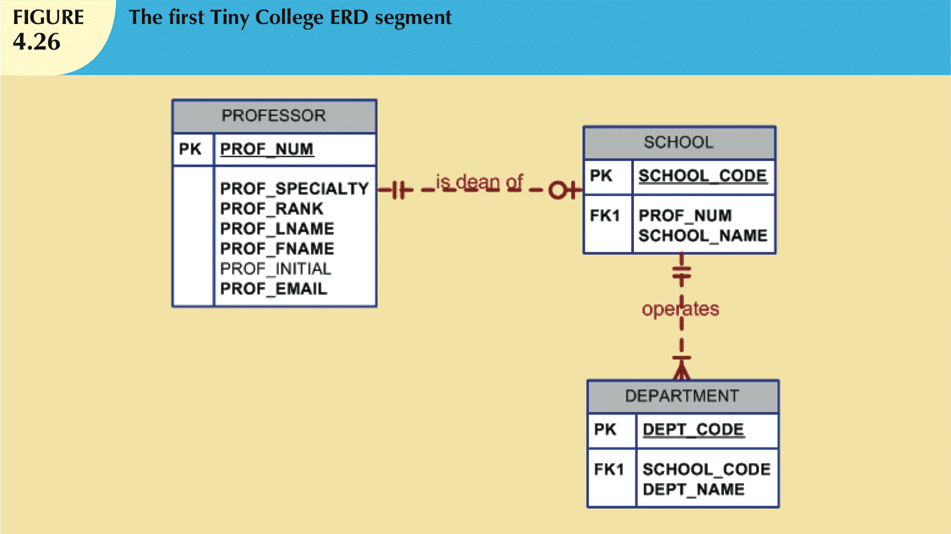 FIGURE
4.26
The first Tiny College ERD segment
PROFESSOR
PK PROF_NUM
PROF_SPECIALTY
PROF_RANK
PROF_LNAME
PROF_FNAME
PROF_INITIAL
PROF_EMAIL
is dean of
SCHOOL
PK SCHOOL_CODE
FK1 PROF_NUM
SCHOOL_NAME
operates
DEPARTMENT
PK DEPT_CODE
FK1 SCHOOL_CODE
DEPT_NAME